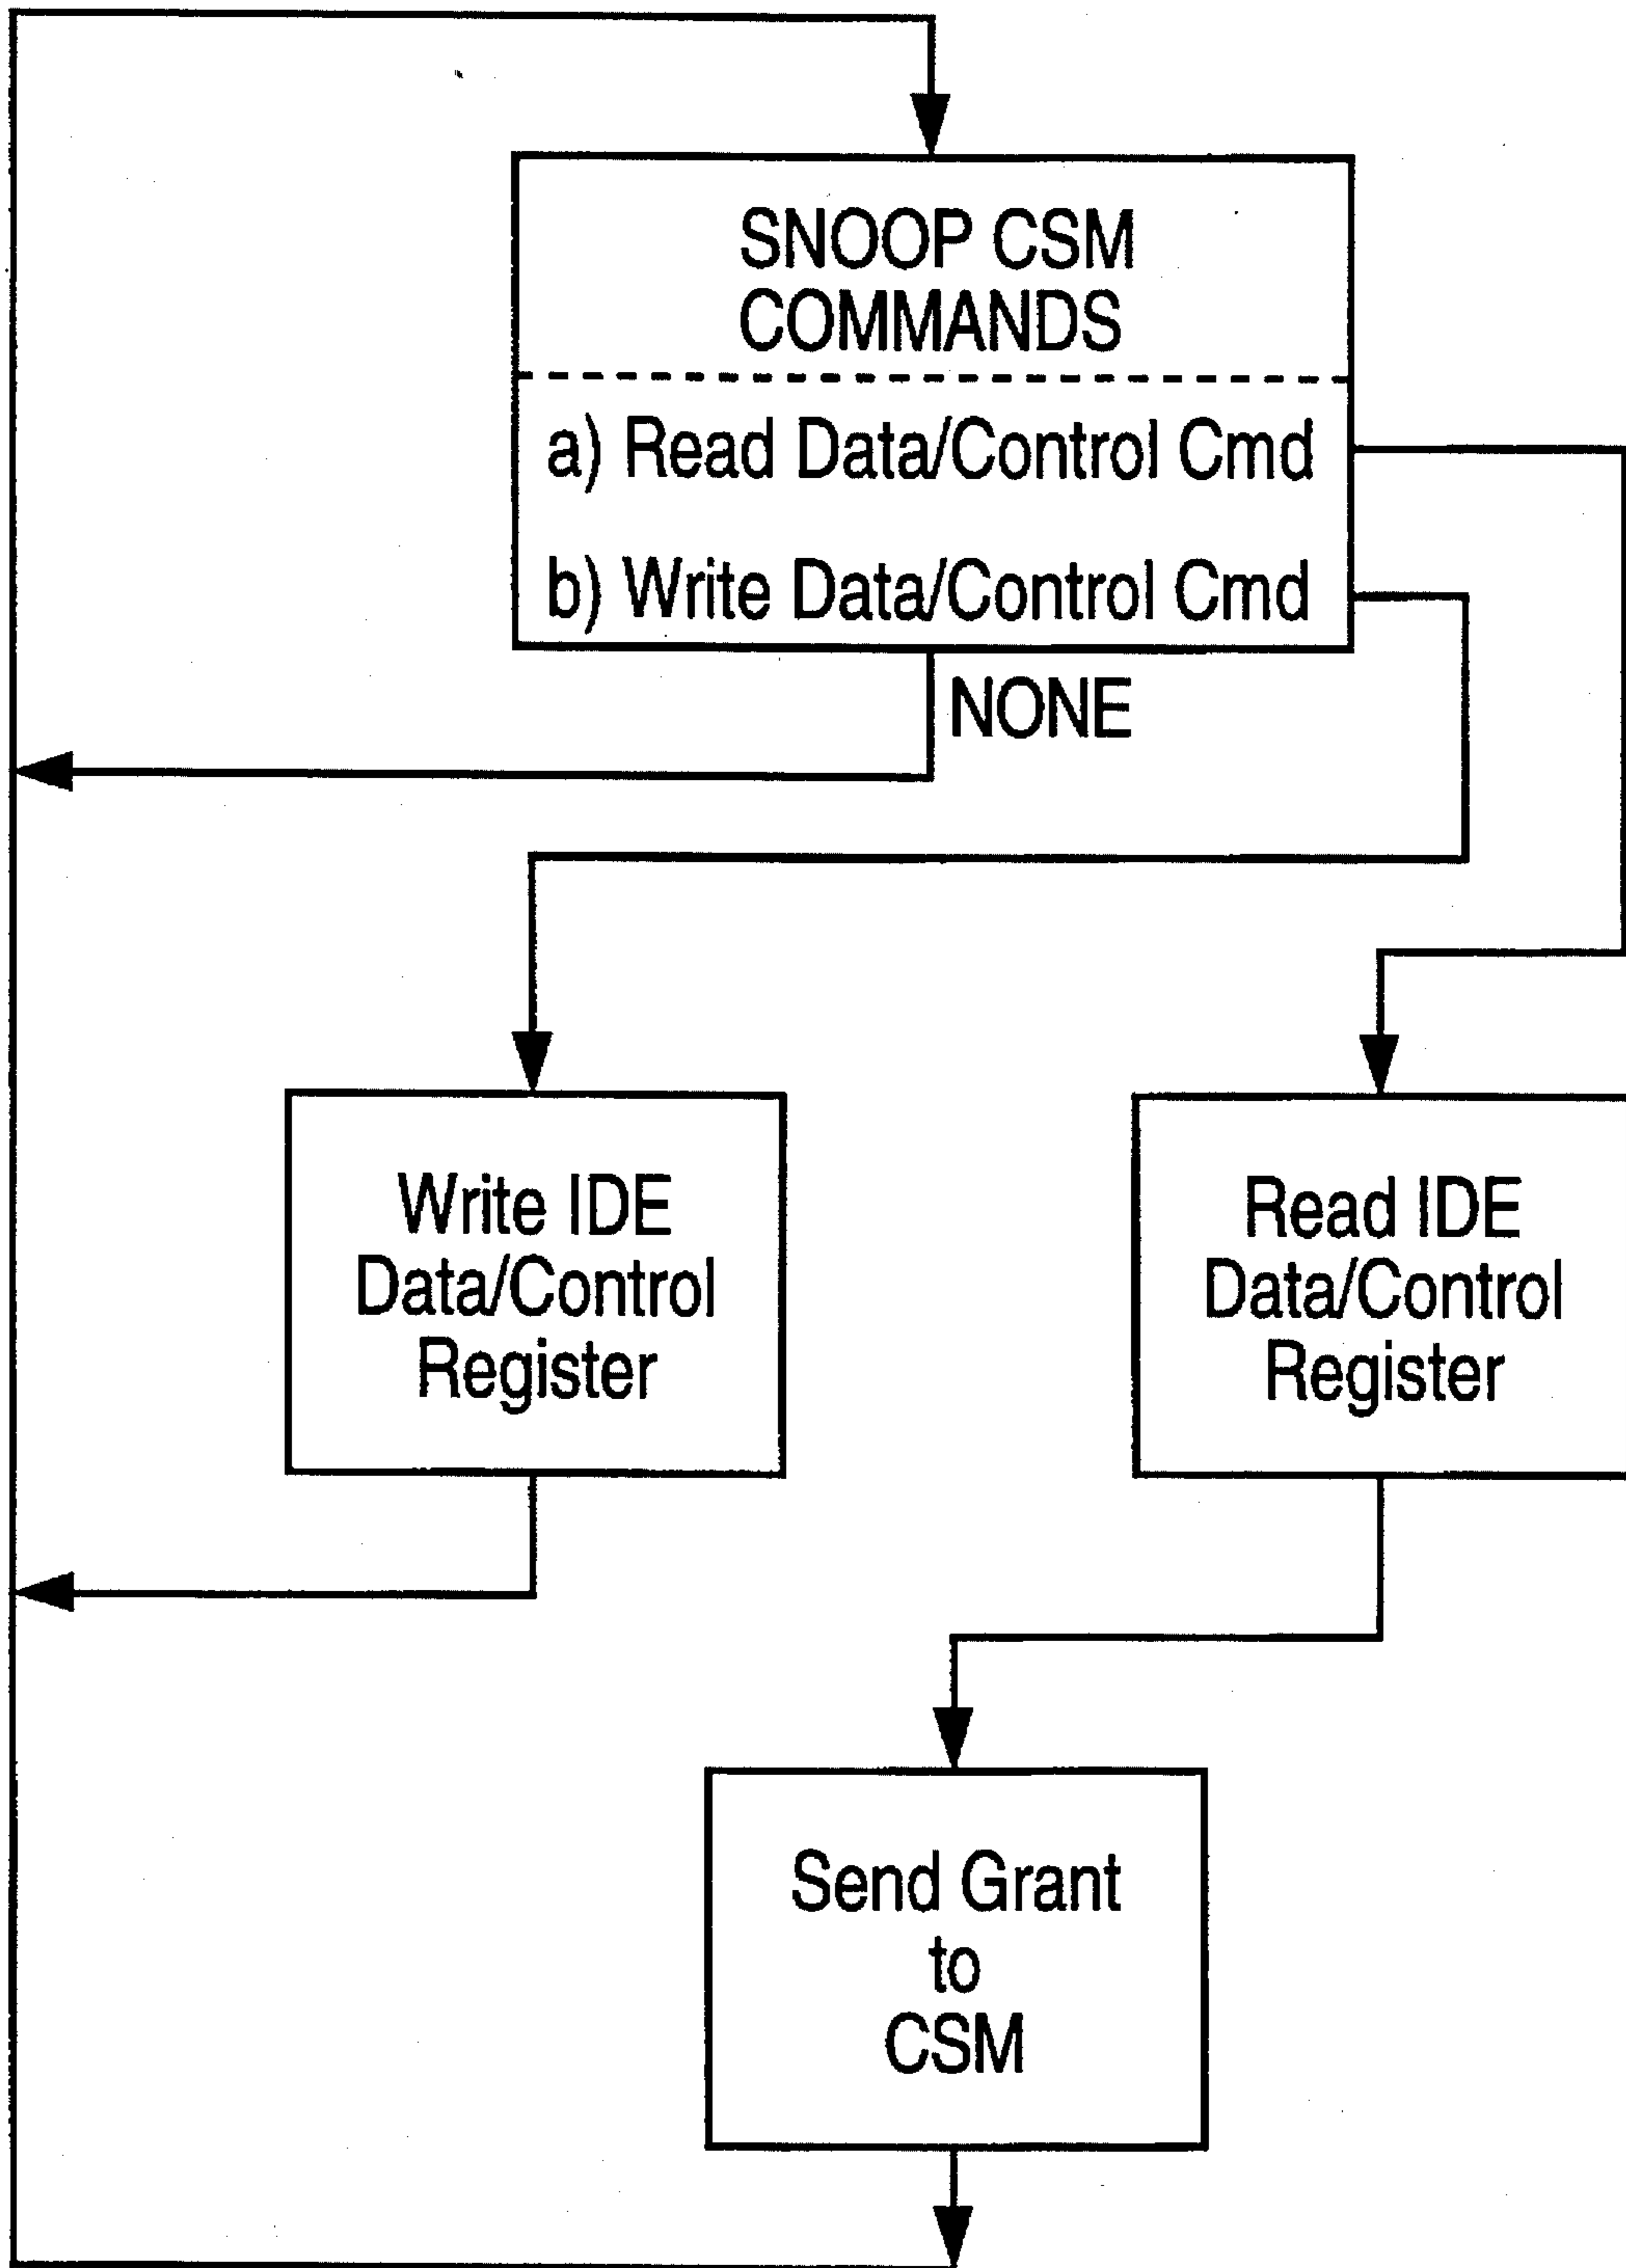 SNOOP CSM
COMMANDS
a) Read Data/Control Cmd
b) Write Data/Control Cmd
NONE
Write IDE
Data/Control
Register
Read IDE
Data/Control
Register
Send Grant
to
CSM